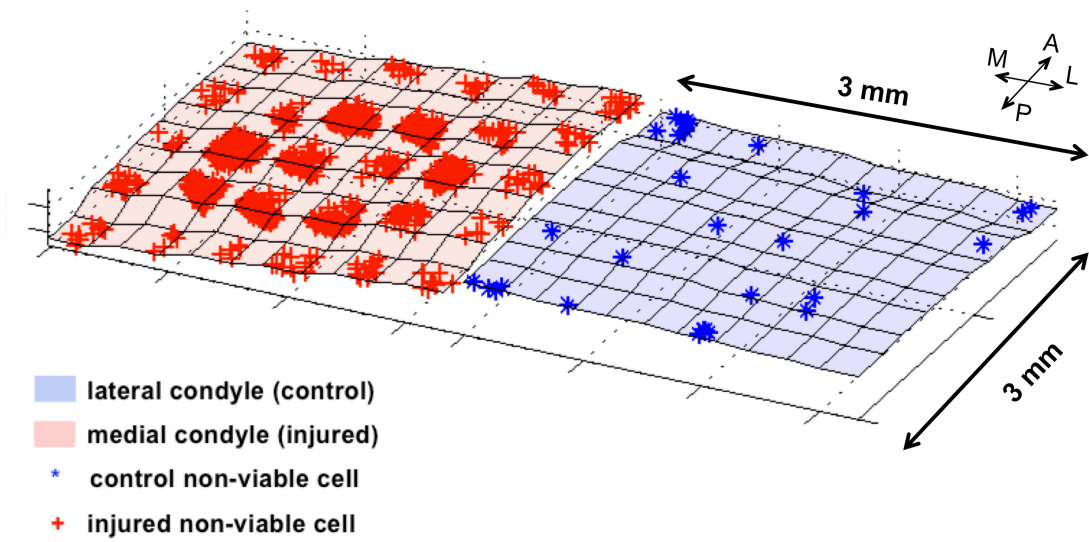 A
M
L
P
3 mm
3 mm
lateral condyle (control)
medial condyle (injured)
* control non-viable cell
+ injured non-viable cell